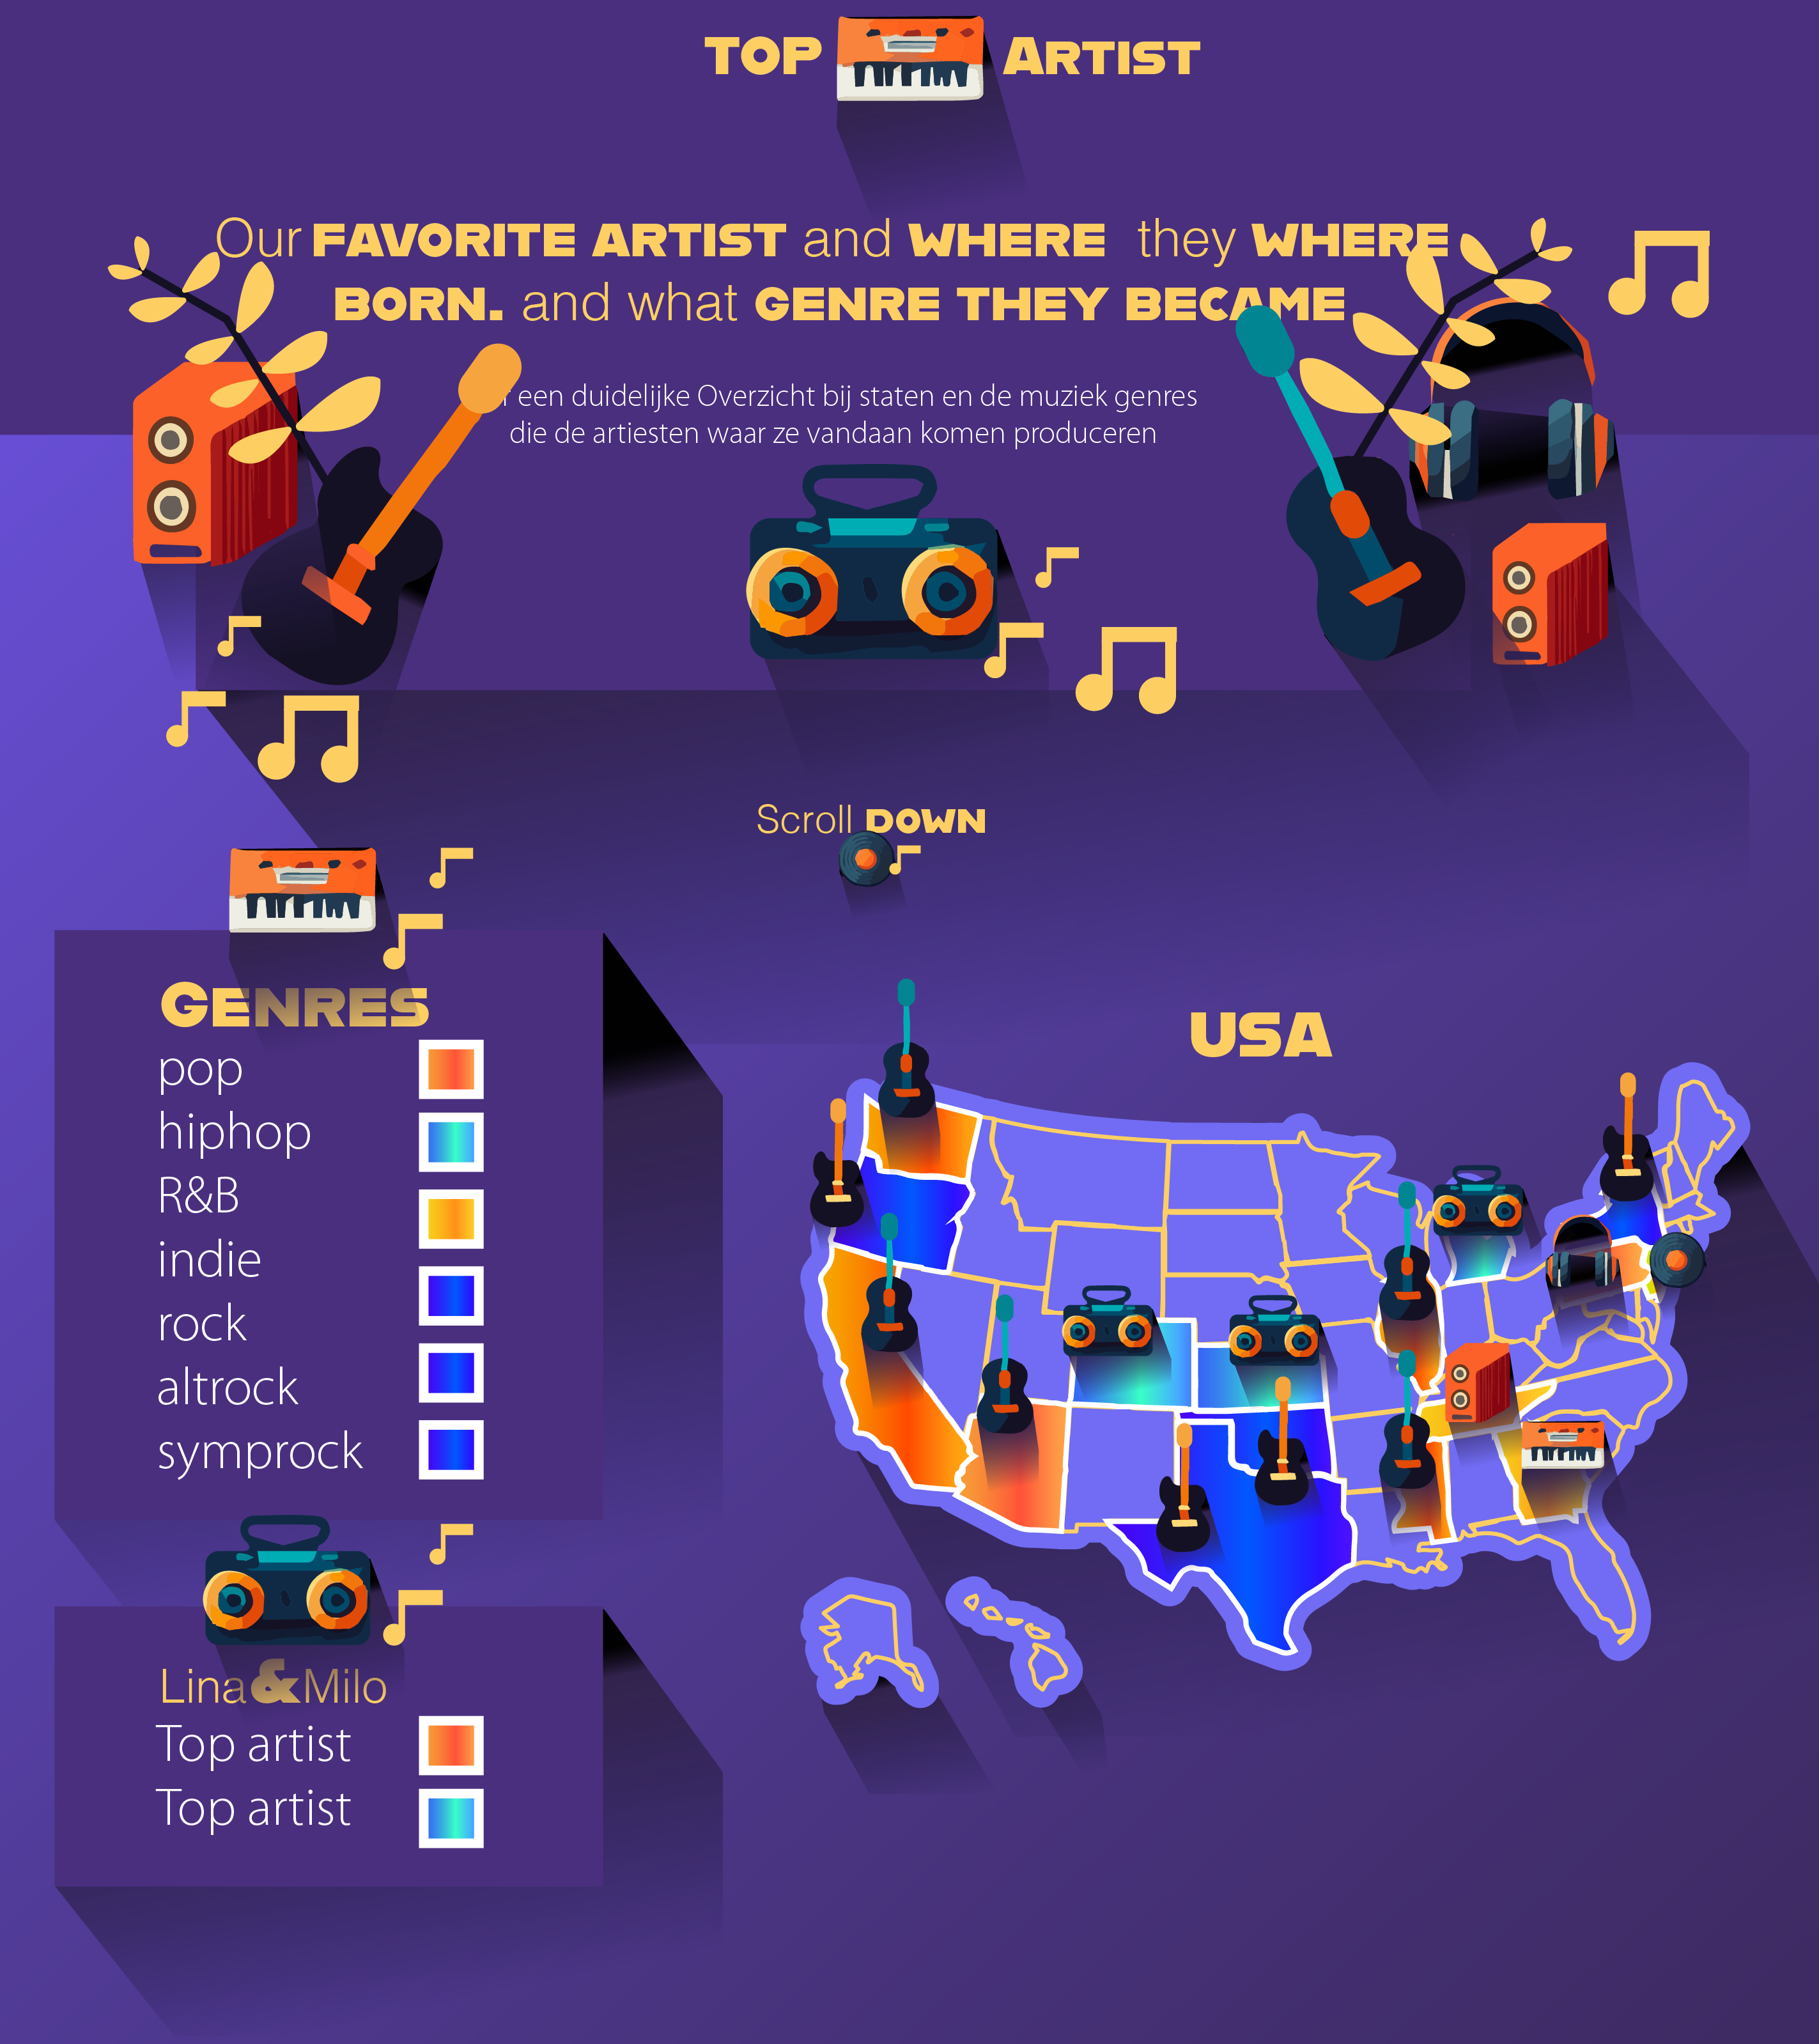 TOP ARTIST
Our FAVORITE ARTIST and WHERE they WHERE
BORN. and what GENRE THEY BECAME
een duidelijke Overzicht bij staten en de muziek genres
die de artiesten waar ze vandaan komen produceren
Scroll DOWN
GENRES
pop
hiphop
R&B
indie
rock
altrock
symprock
USA
Lina&Milo
Top artist
Top artist